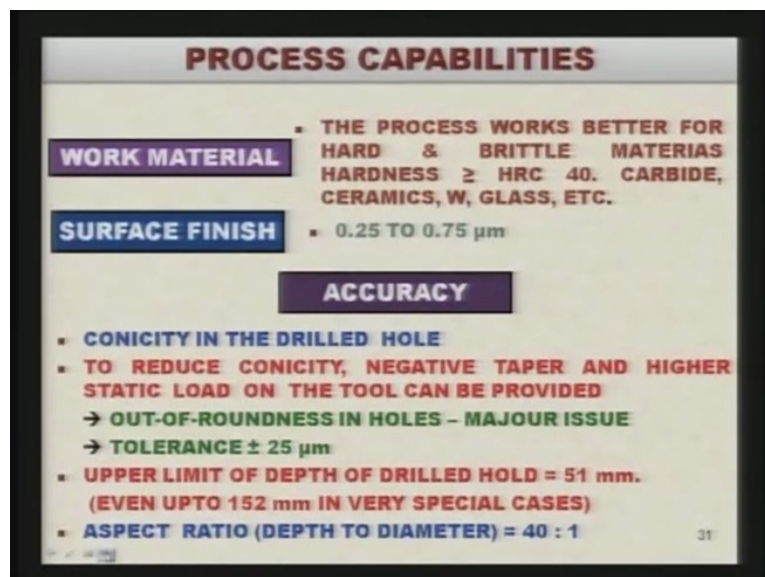 PROCESS CAPABILITIES
WORK MATERIAL
▪ THE PROCESS WORKS BETTER FOR
HARD & BRITTLE MATERIAS
HARDNESS ≥ HRC 40. CARBIDE,
CERAMICS, W, GLASS, ETC.
SURFACE FINISH
▪ 0.25 TO 0.75 µm
ACCURACY
▪ CONICITY IN THE DRILLED HOLE
▪ TO REDUCE CONICITY, NEGATIVE TAPER AND HIGHER
STATIC LOAD ON THE TOOL CAN BE PROVIDED
→ OUT-OF-ROUNDNESS IN HOLES – MAJOUR ISSUE
→ TOLERANCE ± 25 µm
▪ UPPER LIMIT OF DEPTH OF DRILLED HOLD = 51 mm.
(EVEN UPTO 152 mm IN VERY SPECIAL CASES)
▪ ASPECT RATIO (DEPTH TO DIAMETER) = 40 : 1
31